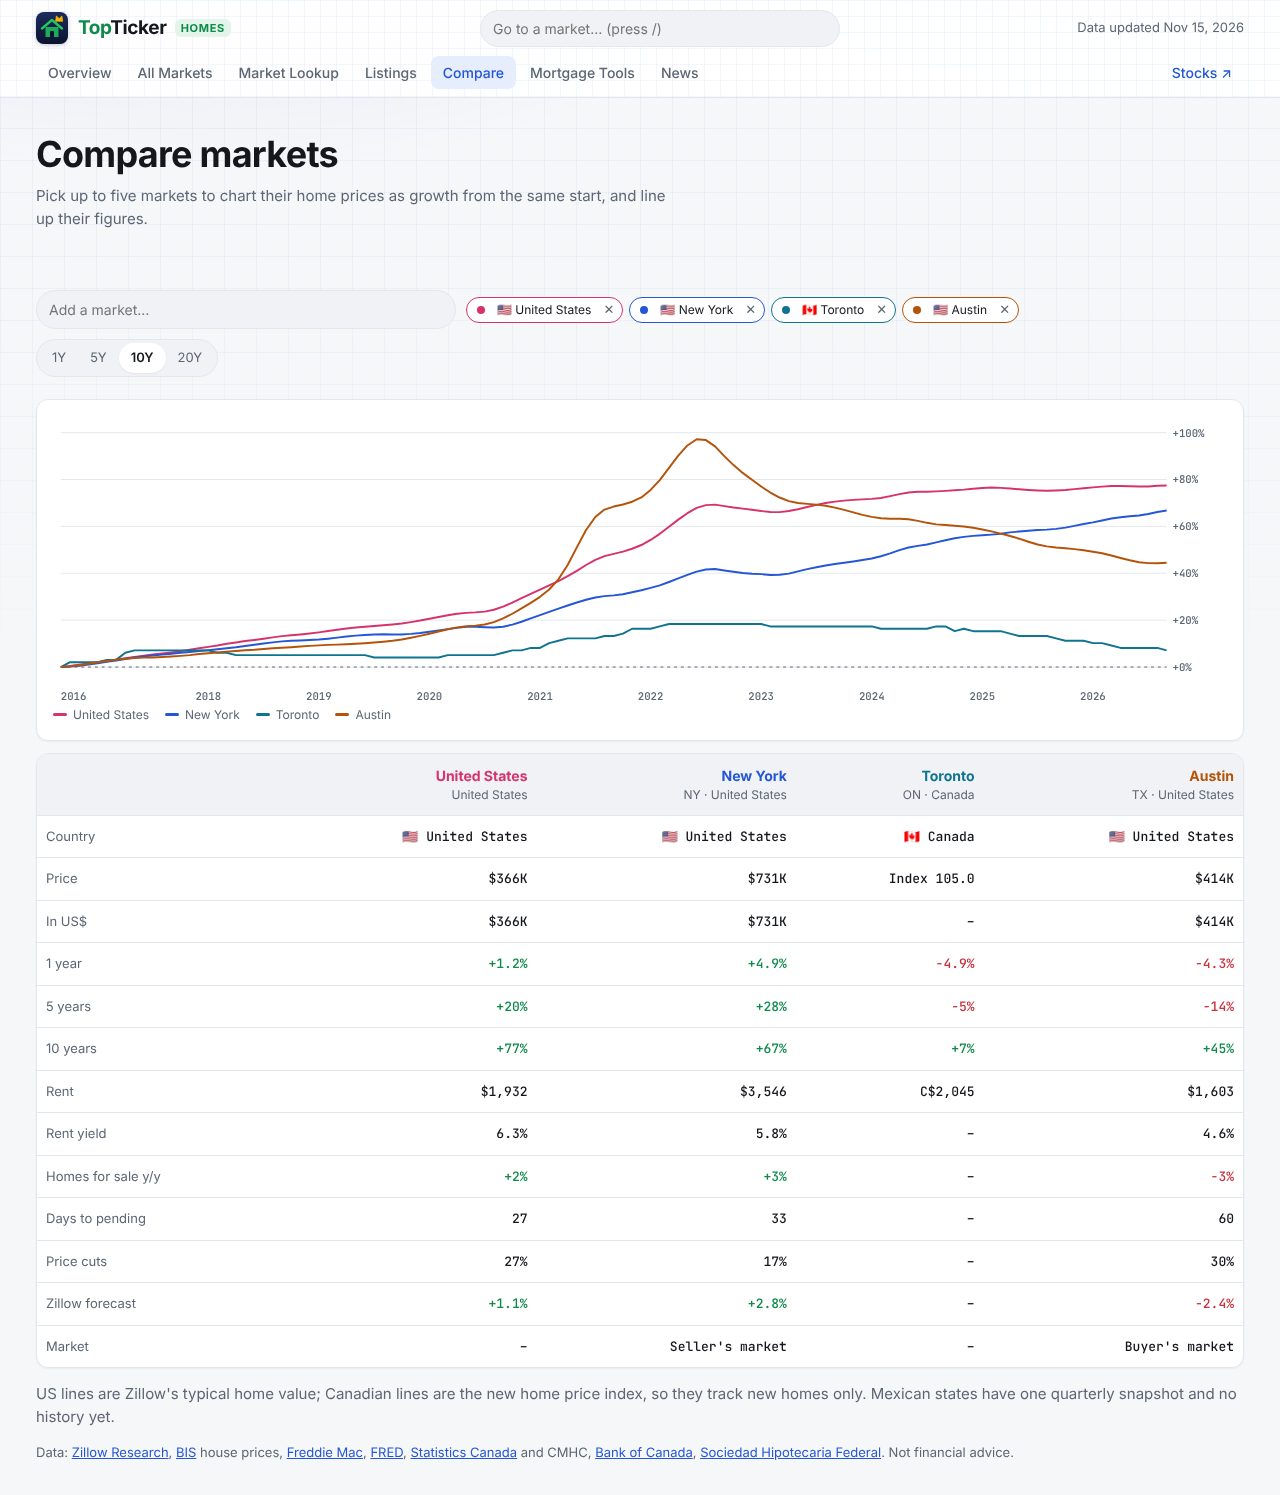 TopTicker HOMES
Go to a market... (press /)
Data updated Nov 15, 2026
Overview All Markets Market Lookup Listings Compare Mortgage Tools News Stocks ↗
Compare markets
Pick up to five markets to chart their home prices as growth from the same start, and line
up their figures.
Add a market...
🇺🇸 United States ✕ 🇺🇸 New York ✕ 🇨🇦 Toronto ✕ 🇺🇸 Austin ✕
1Y 5Y 10Y 20Y
+100%
+80%
+60%
+40%
+20%
+0%
2016 2018 2019 2020 2021 2022 2023 2024 2025 2026
United States New York Toronto Austin
United States New York Toronto Austin
United States NY · United States ON · Canada TX · United States
Country 🇺🇸 United States 🇺🇸 United States 🇨🇦 Canada 🇺🇸 United States
Price $366K $731K Index 105.0 $414K
In US$ $366K $731K – $414K
1 year +1.2% +4.9% -4.9% -4.3%
5 years +20% +28% -5% -14%
10 years +77% +67% +7% +45%
Rent $1,932 $3,546 C$2,045 $1,603
Rent yield 6.3% 5.8% – 4.6%
Homes for sale y/y +2% +3% – -3%
Days to pending 27 33 – 60
Price cuts 27% 17% – 30%
Zillow forecast +1.1% +2.8% – -2.4%
Market – Seller's market – Buyer's market
US lines are Zillow's typical home value; Canadian lines are the new home price index, so they track new homes only. Mexican states have one quarterly snapshot and no
history yet.
Data: Zillow Research, BIS house prices, Freddie Mac, FRED, Statistics Canada and CMHC, Bank of Canada, Sociedad Hipotecaria Federal. Not financial advice.